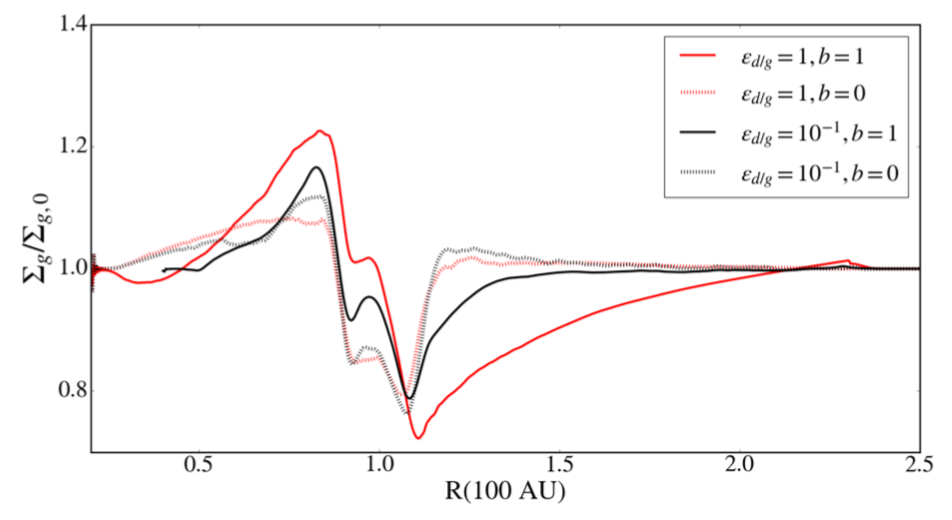 1.4
1.2
1.0
0.8
Σg/Σg, 0
0.5 1.0 1.5 2.0 2.5
R(100 AU)
εd/g = 1, b = 1
εd/g = 1, b = 0
εd/g = 10⁻¹, b = 1
εd/g = 10⁻¹, b = 0